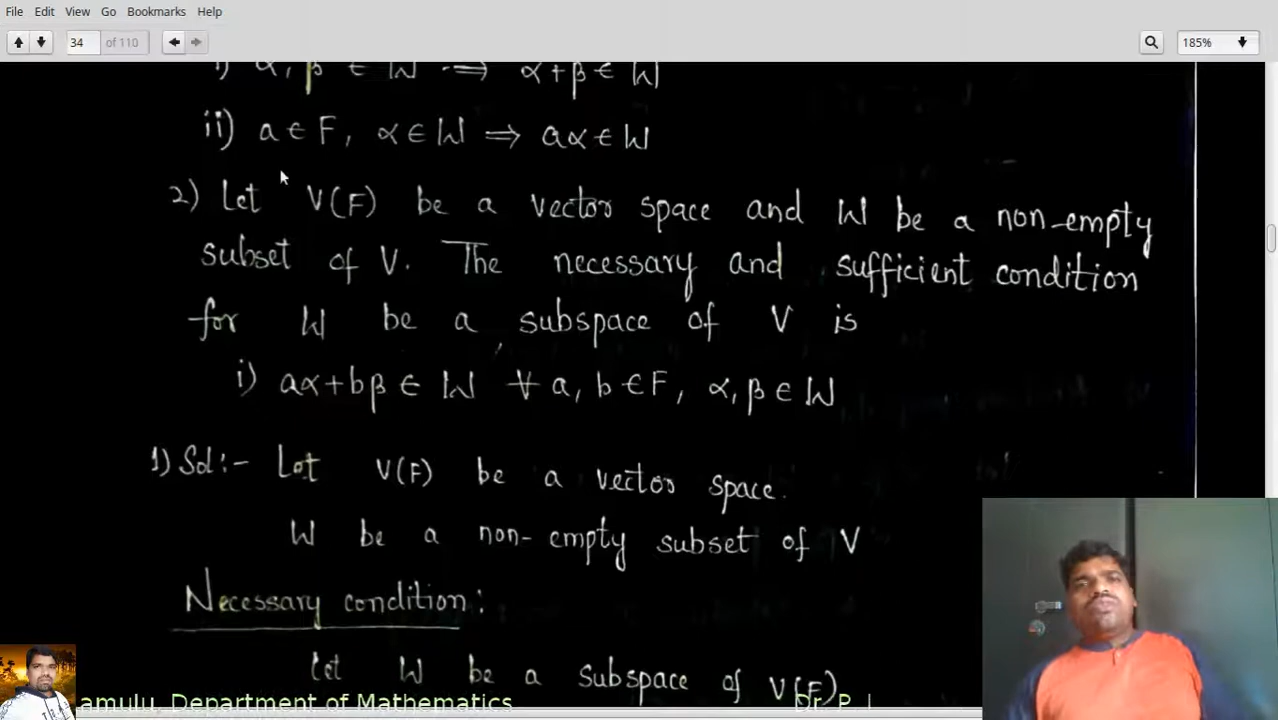 File Edit View Go Bookmarks Help
34 of 110 185%
i) α, β ∈ W ⟹ α+β ∈ W
ii) a ∈ F, α ∈ W ⟹ aα ∈ W
2) Let V(F) be a vector space and W be a non-empty
subset of V. The necessary and sufficient condition
for W be a subspace of V is
i) aα+bβ ∈ W ∀ a, b ∈ F, α, β ∈ W
1) Sol:- Let V(F) be a vector space.
W be a non-empty subset of V
Necessary condition:
Let W be a subspace of V(F)
amulu, Department of Mathematics Dr P.